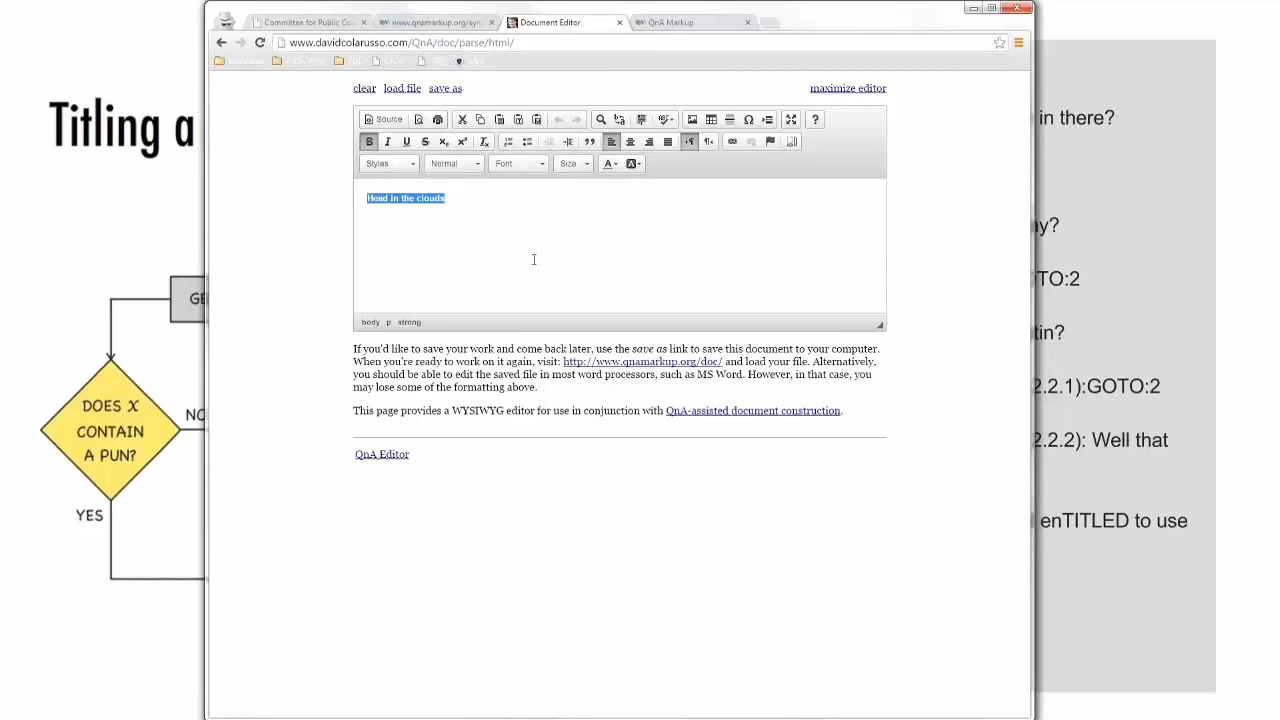 Committee for Public Co
www.qnamarkup.org/syn
Document Editor
QnA Markup
www.davidcolarusso.com/QnA/doc/parse/html/
clear load file save as
maximize editor
Source
Styles
Normal
Font
Size
Head in the clouds
body p strong
If you'd like to save your work and come back later, use the save as link to save this document to your computer.
When you're ready to work on it again, visit: http://www.qnamarkup.org/doc/ and load your file. Alternatively,
you should be able to edit the saved file in most word processors, such as MS Word. However, in that case, you
may lose some of the formatting above.
This page provides a WYSIWYG editor for use in conjunction with QnA-assisted document construction.
QnA Editor
Titling a
GE
DOES X
CONTAIN
A PUN?
NO
YES
in there?
ay?
TO:2
tin?
2.2.1):GOTO:2
2.2.2): Well that
enTITLED to use